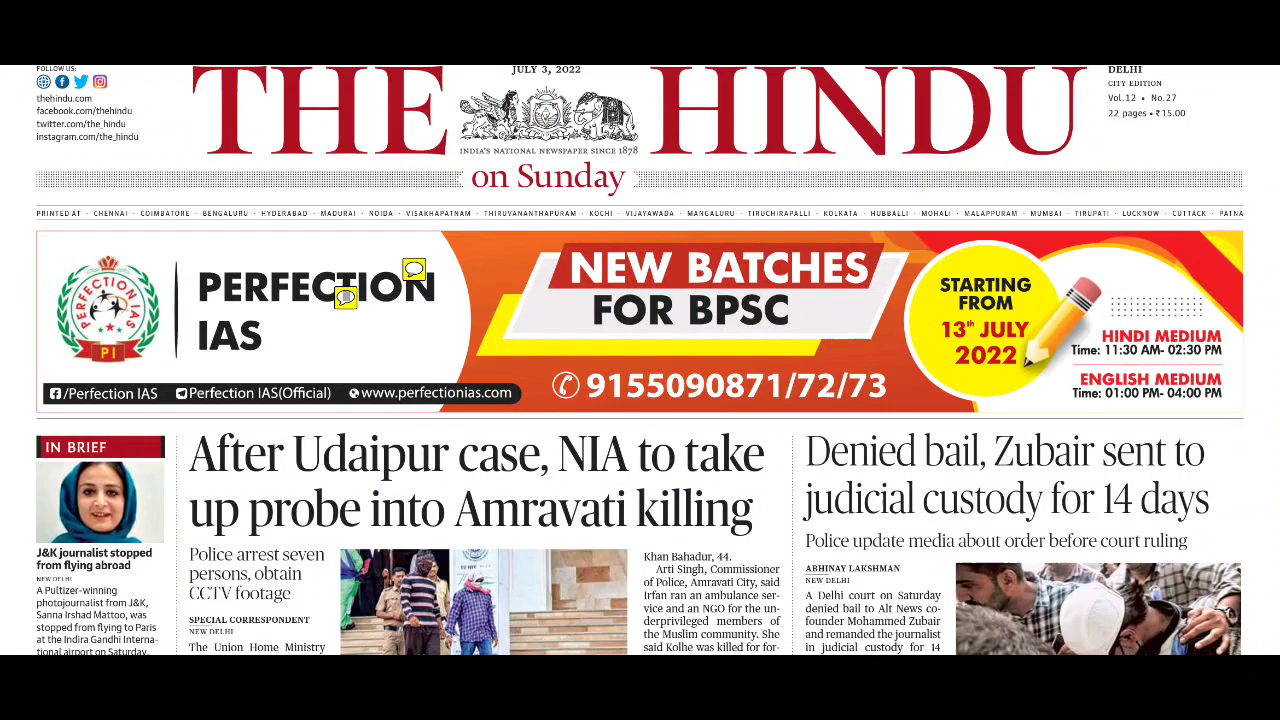 FOLLOW US:
thehindu.com
facebook.com/thehindu
twitter.com/the_hindu
instagram.com/the_hindu
THE HINDU
JULY 3, 2022
INDIA'S NATIONAL NEWSPAPER SINCE 1878
on Sunday
DELHI
CITY EDITION
Vol.12 • No.27
22 pages • ₹15.00
PRINTED AT · CHENNAI · COIMBATORE · BENGALURU · HYDERABAD · MADURAI · NOIDA · VISAKHAPATNAM · THIRUVANANTHAPURAM · KOCHI · VIJAYAWADA · MANGALURU · TIRUCHIRAPALLI · KOLKATA · HUBBALLI · MOHALI · MALAPPURAM · MUMBAI · TIRUPATI · LUCKNOW · CUTTACK · PATNA
PERFECTION IAS
PI
PERFECTION
IAS
/Perfection IAS
Perfection IAS(Official)
www.perfectionias.com
NEW BATCHES
FOR BPSC
9155090871/72/73
STARTING
FROM
13th JULY
2022
HINDI MEDIUM
Time: 11:30 AM- 02:30 PM
ENGLISH MEDIUM
Time: 01:00 PM- 04:00 PM
IN BRIEF
J&K journalist stopped
from flying abroad
NEW DELHI
A Pultizer-winning
photojournalist from J&K,
Sanna Irshad Mattoo, was
stopped from flying to Paris
at the Indira Gandhi Interna-
tional airport on Saturday.
After Udaipur case, NIA to take
up probe into Amravati killing
Police arrest seven
persons, obtain
CCTV footage
SPECIAL CORRESPONDENT
NEW DELHI
The Union Home Ministry
Khan Bahadur, 44.
Arti Singh, Commissioner
of Police, Amravati City, said
Irfan ran an ambulance ser-
vice and an NGO for the un-
derprivileged members of
the Muslim community. She
said Kolhe was killed for for-
Denied bail, Zubair sent to
judicial custody for 14 days
Police update media about order before court ruling
ABHINAY LAKSHMAN
NEW DELHI
A Delhi court on Saturday
denied bail to Alt News co-
founder Mohammed Zubair
and remanded the journalist
in judicial custody for 14